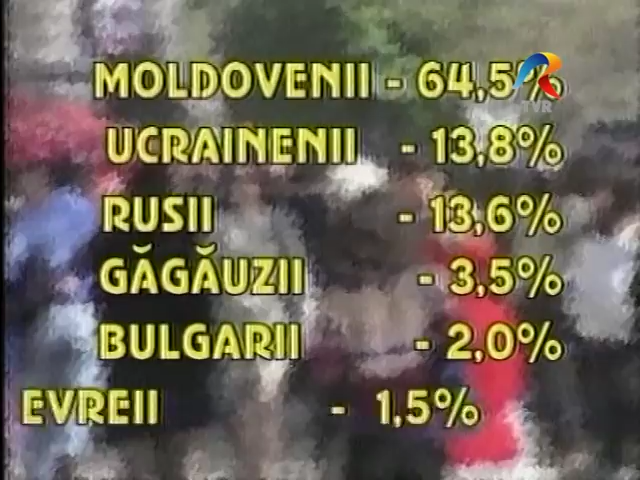 MOLDOVENII - 64,5%
TVR
UCRAINENII - 13,8%
RUSII - 13,6%
GĂGĂUZII - 3,5%
BULGARII - 2,0%
EVREII - 1,5%